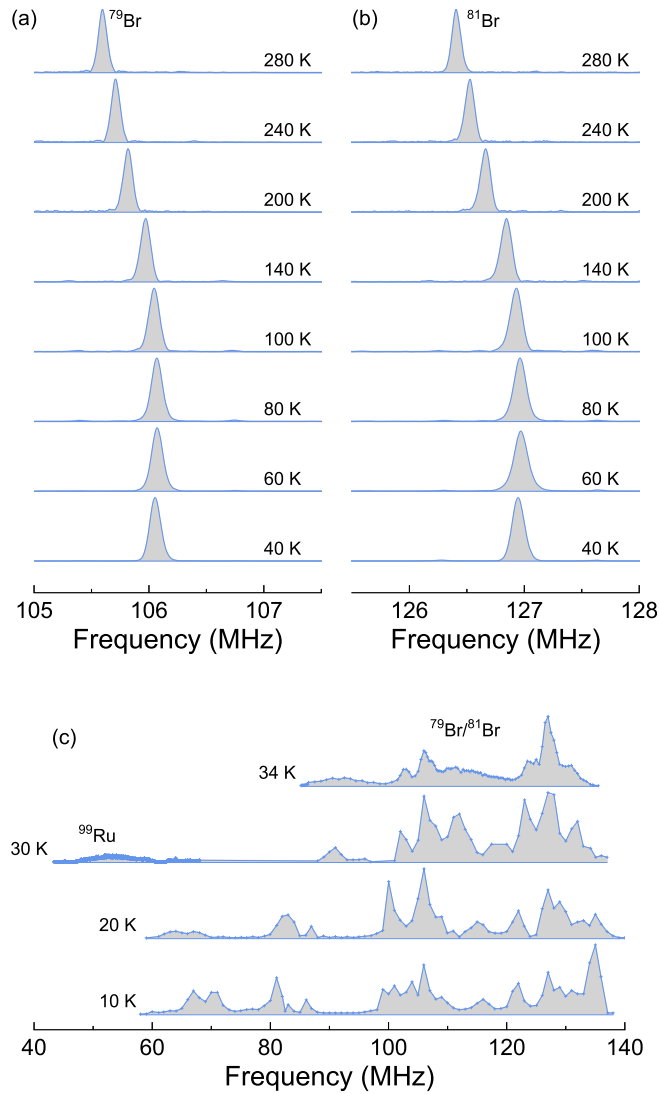 (a) ⁷⁹Br (b) ⁸¹Br
280 K 280 K
240 K 240 K
200 K 200 K
140 K 140 K
100 K 100 K
80 K 80 K
60 K 60 K
40 K 40 K
105 106 107 126 127 128
Frequency (MHz) Frequency (MHz)
(c) ⁷⁹Br/⁸¹Br
34 K
⁹⁹Ru
30 K
20 K
10 K
40 60 80 100 120 140
Frequency (MHz)